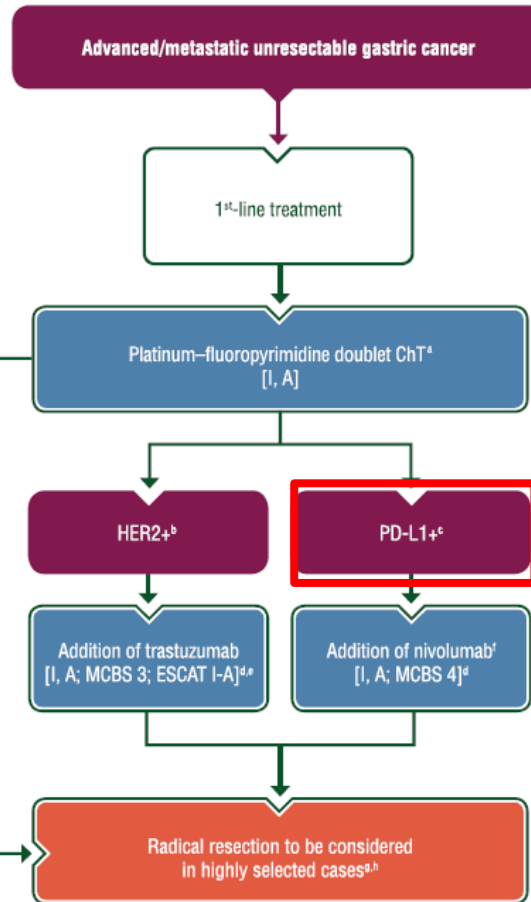 Advanced/metastatic unresectable gastric cancer
1st-line treatment
Platinum–fluoropyrimidine doublet ChTa
[I, A]
HER2+b
PD-L1+c
Addition of trastuzumab
[I, A; MCBS 3; ESCAT I-A]d,e
Addition of nivolumabf
[I, A; MCBS 4]d
Radical resection to be considered
in highly selected casesg,h